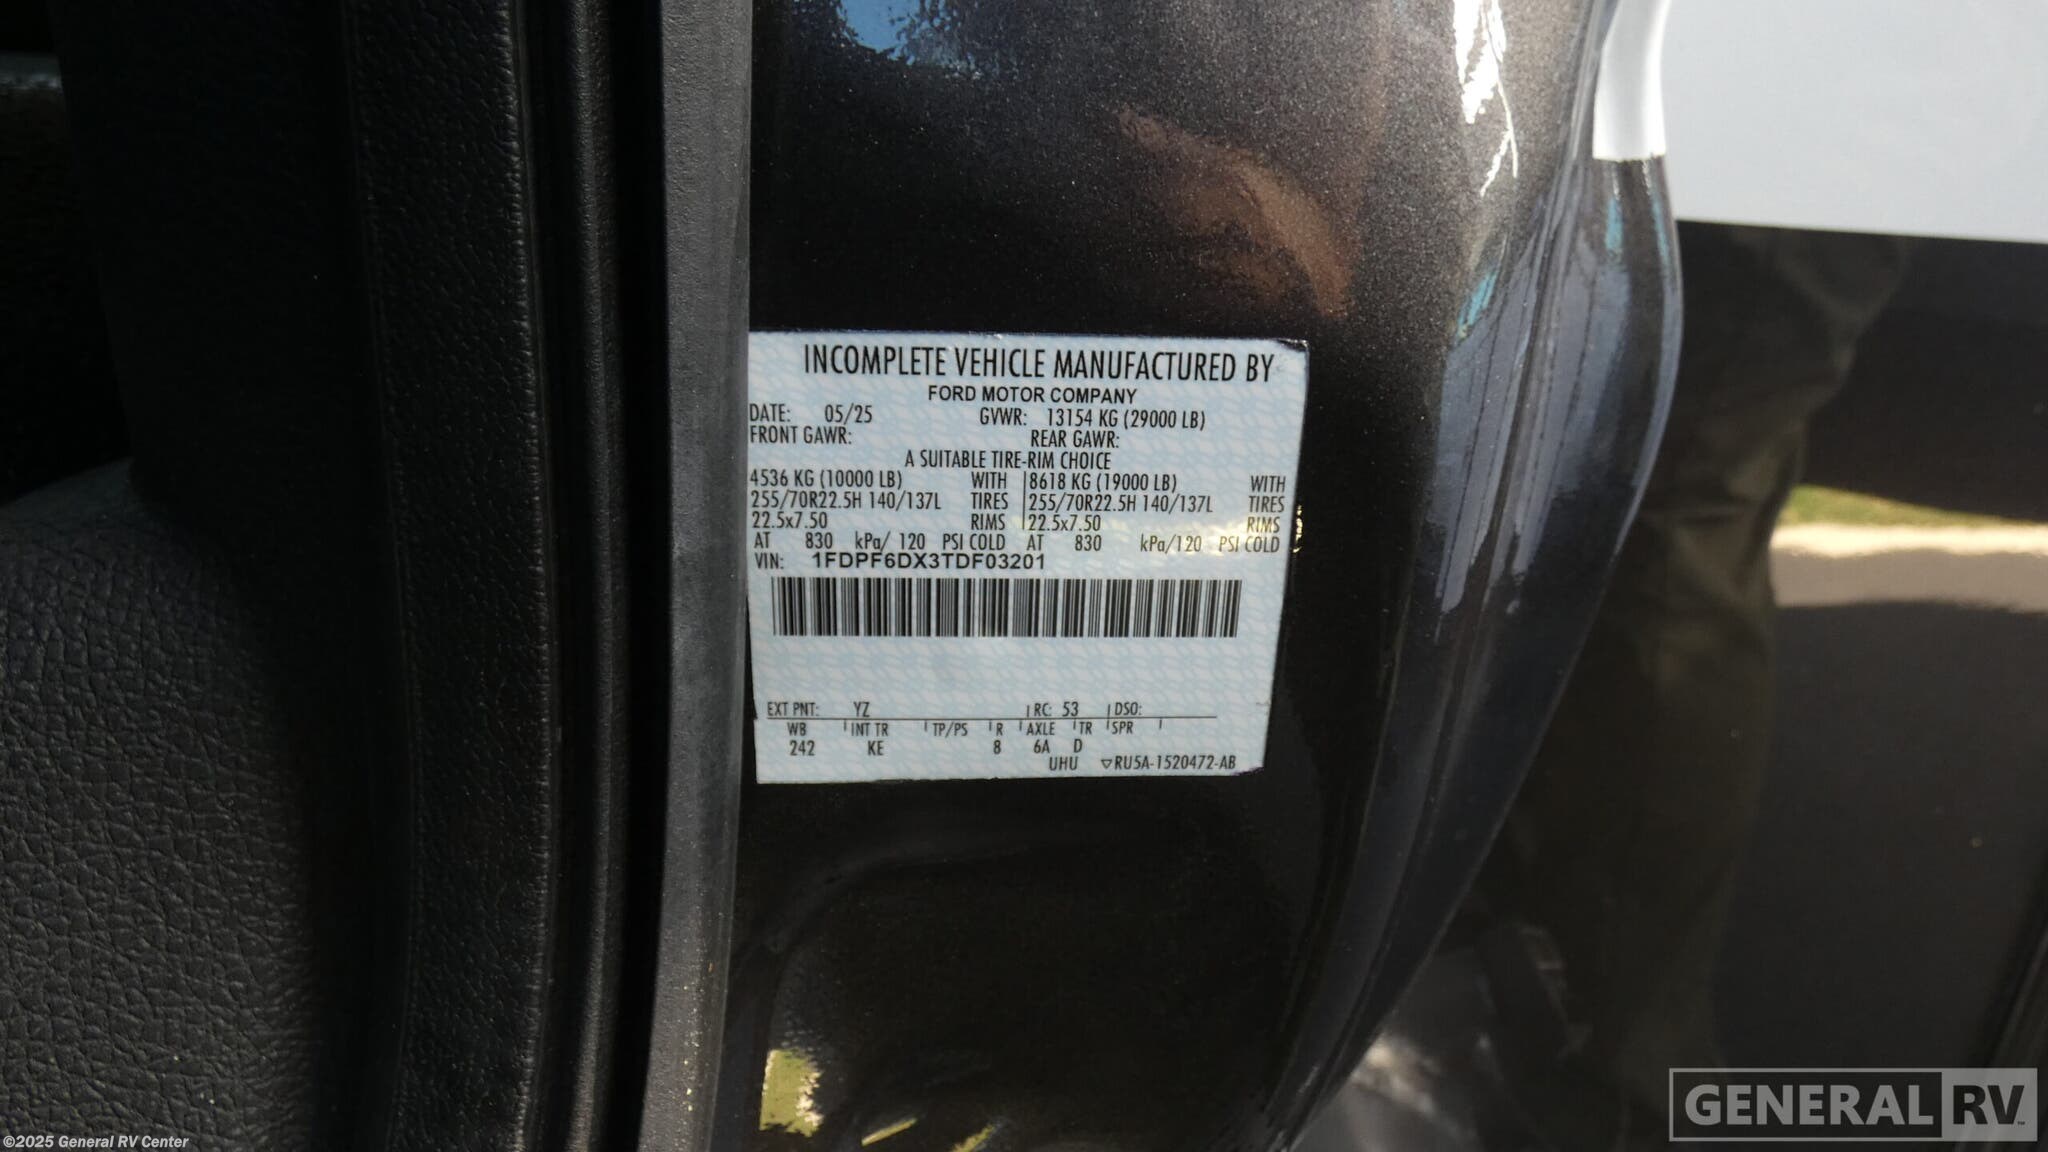 INCOMPLETE VEHICLE MANUFACTURED BY
FORD MOTOR COMPANY
DATE: 05/25 GVWR: 13154 KG (29000 LB)
FRONT GAWR: REAR GAWR:
A SUITABLE TIRE-RIM CHOICE
4536 KG (10000 LB) WITH 8618 KG (19000 LB) WITH
255/70R22.5H 140/137L TIRES 255/70R22.5H 140/137L TIRES
22.5x7.50 RIMS 22.5x7.50 RIMS
AT 830 kPa/ 120 PSI COLD AT 830 kPa/120 PSI COLD
VIN: 1FDPF6DX3TDF03201
EXT PNT: YZ RC: 53 DSO:
WB INT TR TP/PS R AXLE TR SPR
242 KE 8 6A D
UHU ▽RU5A-1520472-AB
GENERAL RV™
©2025 General RV Center